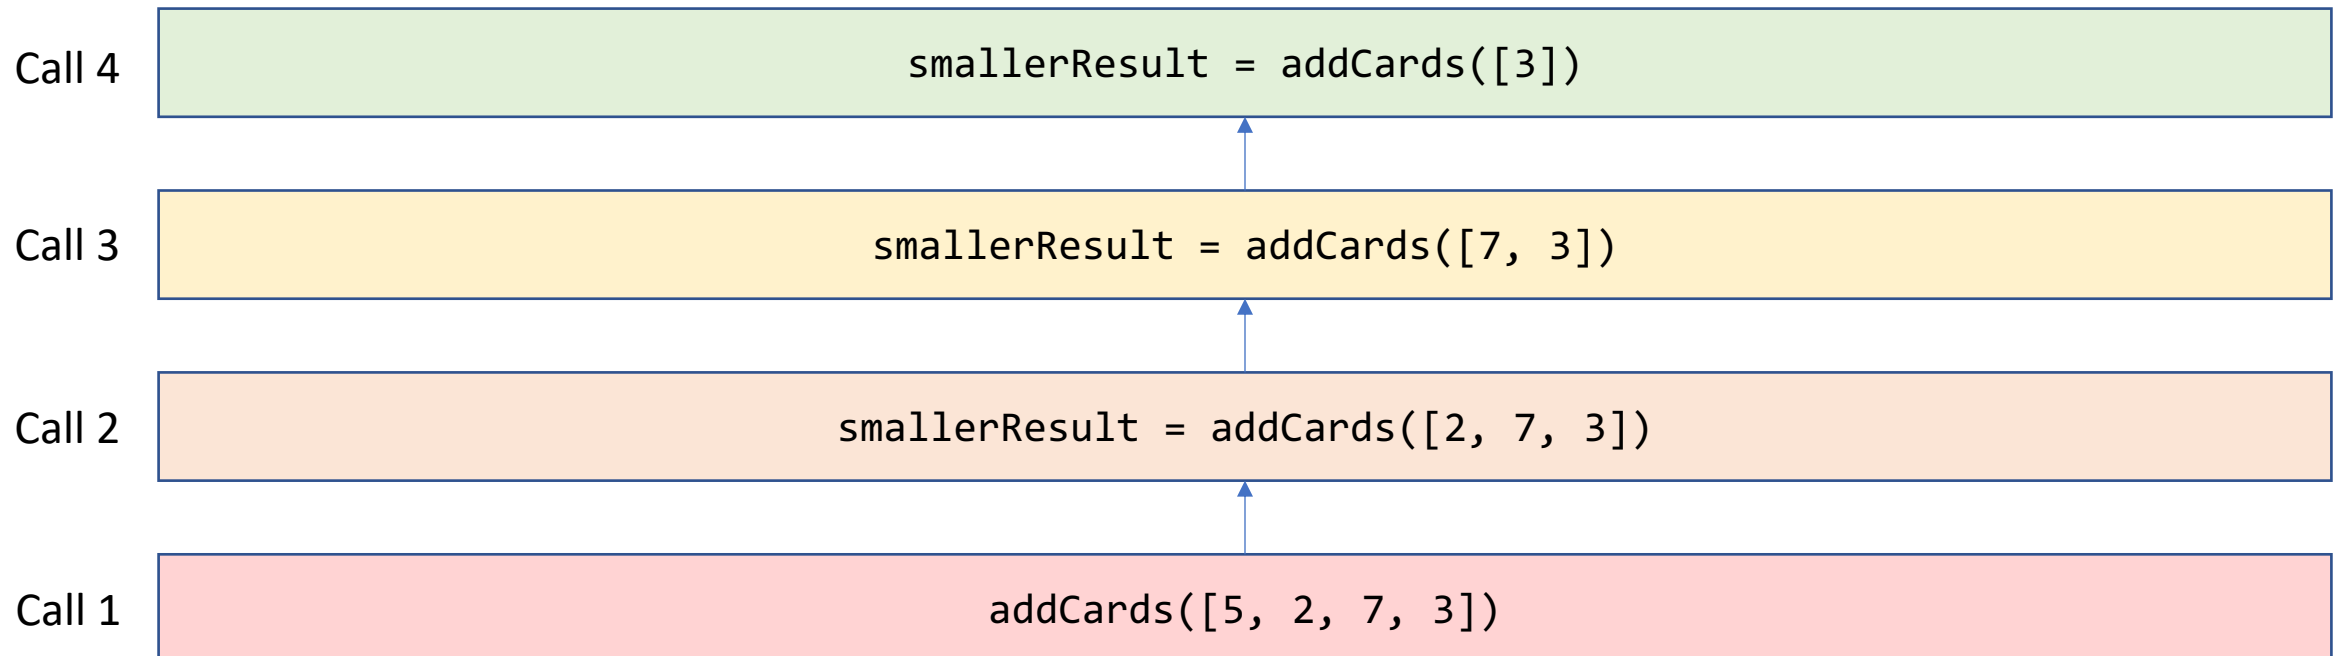 Call 4
smallerResult = addCards([3])
Call 3
smallerResult = addCards([7, 3])
Call 2
smallerResult = addCards([2, 7, 3])
Call 1
addCards([5, 2, 7, 3])